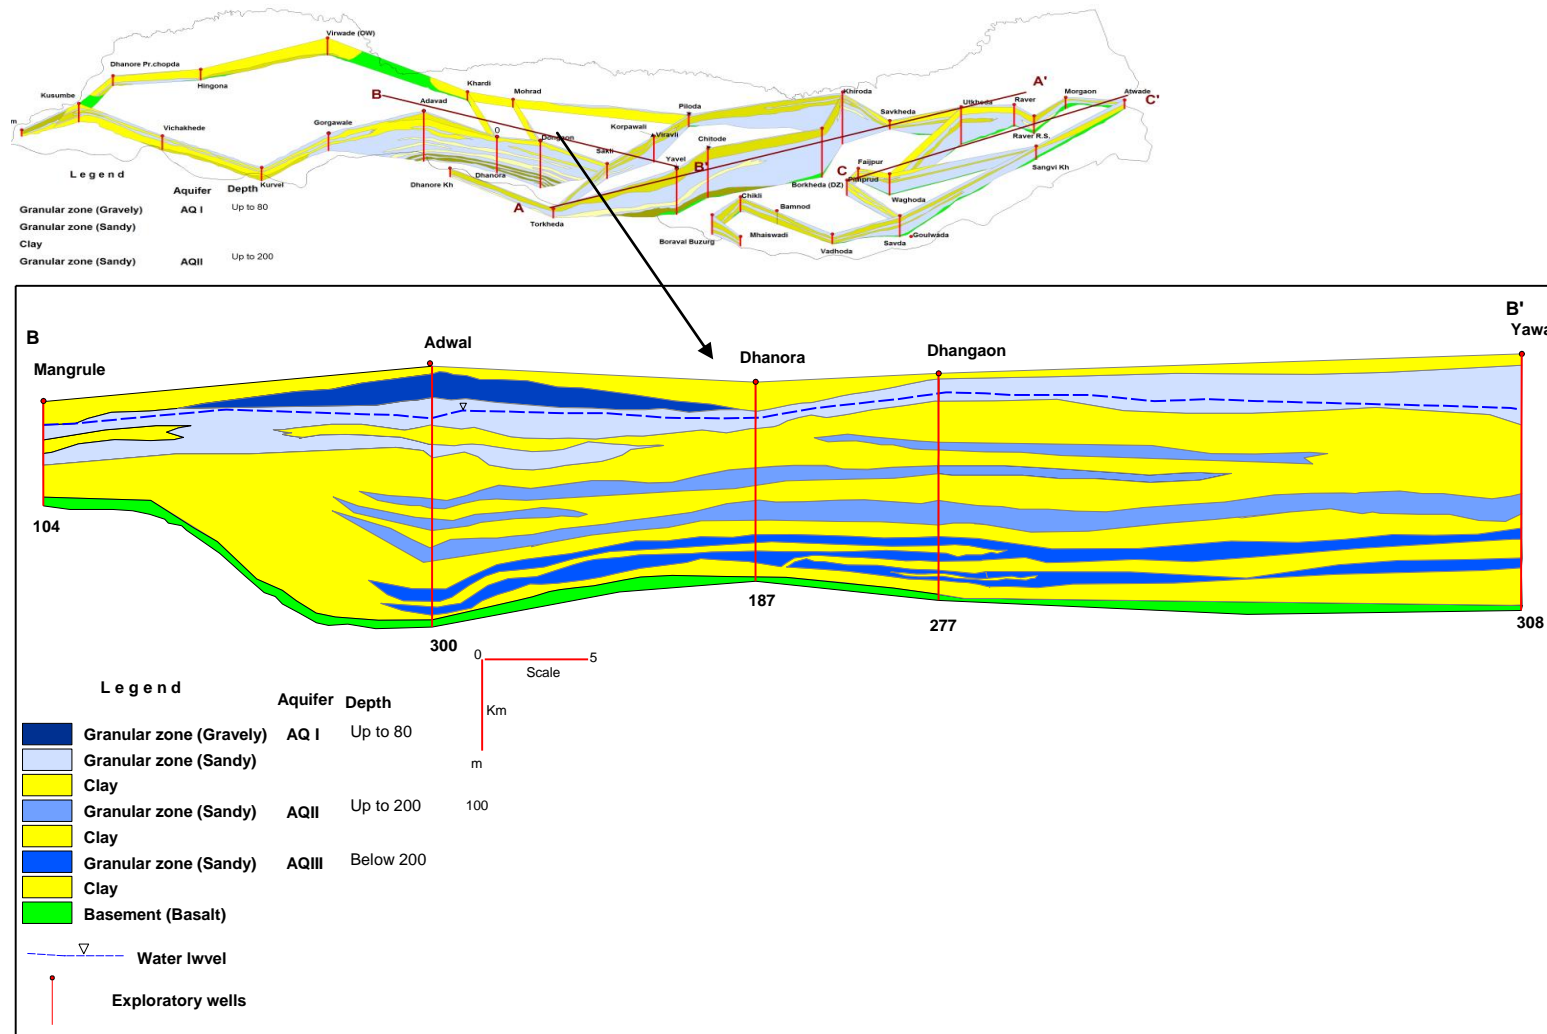 Virwade (OW)
Dhanore Pr.chopda
Hingona
Kusumbe
m
Vichakhede
Kurvel
Gorgawale
B
Adavad
Khardi
Mohrad
0
Dongaon
Dhanora
Dhanore Kh
Sakli
Korpawali
Viravli
Piloda
Chitode
Yavel
B'
A
Torkheda
Khiroda
Savkheda
Borkheda (DZ)
A'
Utkheda
Raver
Raver R.S.
Morgaon
Atwade
C'
C
Faijpur
Sangvi Kh
Waghoda
Chikli
Bamnod
Mhaiswadi
Boraval Buzurg
Vadhoda
Savda
Goulwada
Legend
Aquifer Depth
Granular zone (Gravely) AQ I Up to 80
Granular zone (Sandy)
Clay
Granular zone (Sandy) AQII Up to 200
B
B'
Mangrule
Adwal
Dhanora
Dhangaon
Yawa
104
300
187
277
308
0 5
Scale
Km
m
100
Legend
Aquifer Depth
Granular zone (Gravely) AQ I Up to 80
Granular zone (Sandy)
Clay
Granular zone (Sandy) AQII Up to 200
Clay
Granular zone (Sandy) AQIII Below 200
Clay
Basement (Basalt)
Water lwvel
Exploratory wells